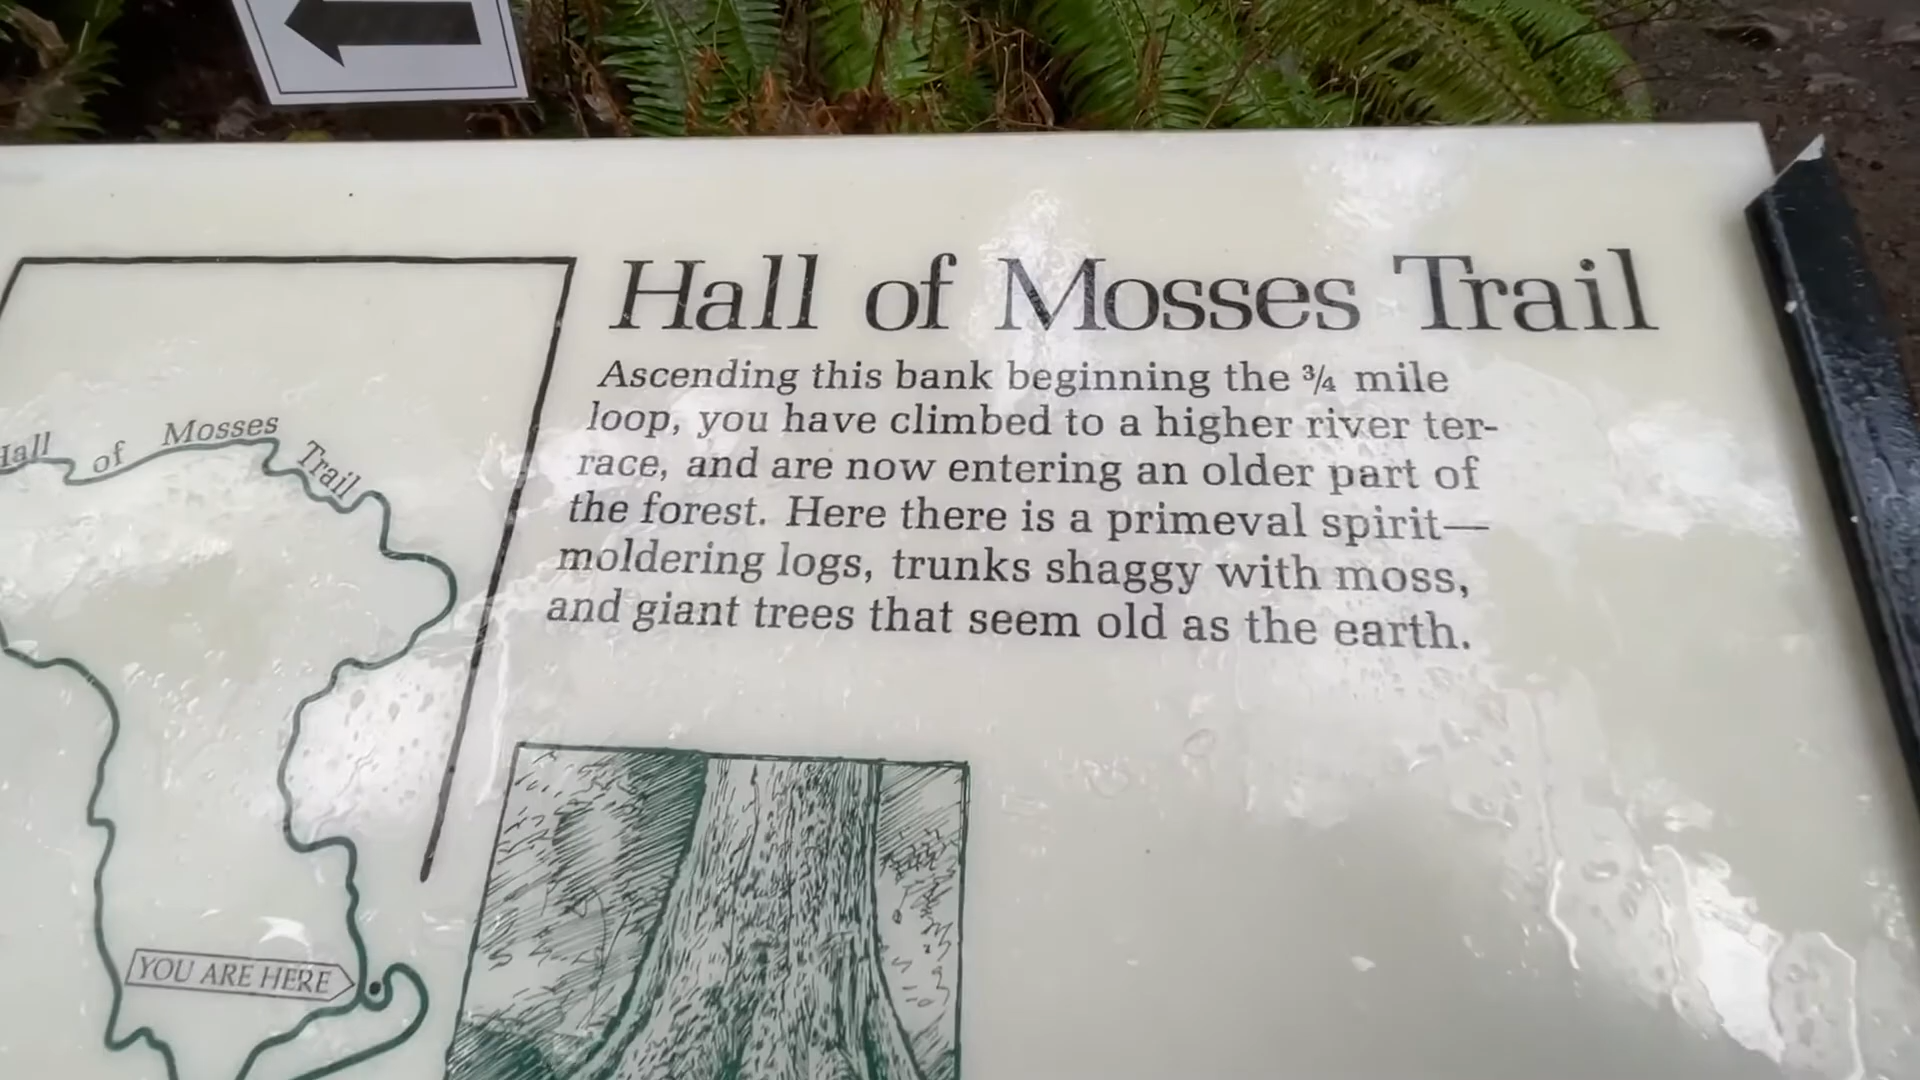 Hall of Mosses Trail
Ascending this bank beginning the ¾ mile
loop, you have climbed to a higher river ter-
race, and are now entering an older part of
the forest. Here there is a primeval spirit—
moldering logs, trunks shaggy with moss,
and giant trees that seem old as the earth.
Hall of Mosses Trail
YOU ARE HERE